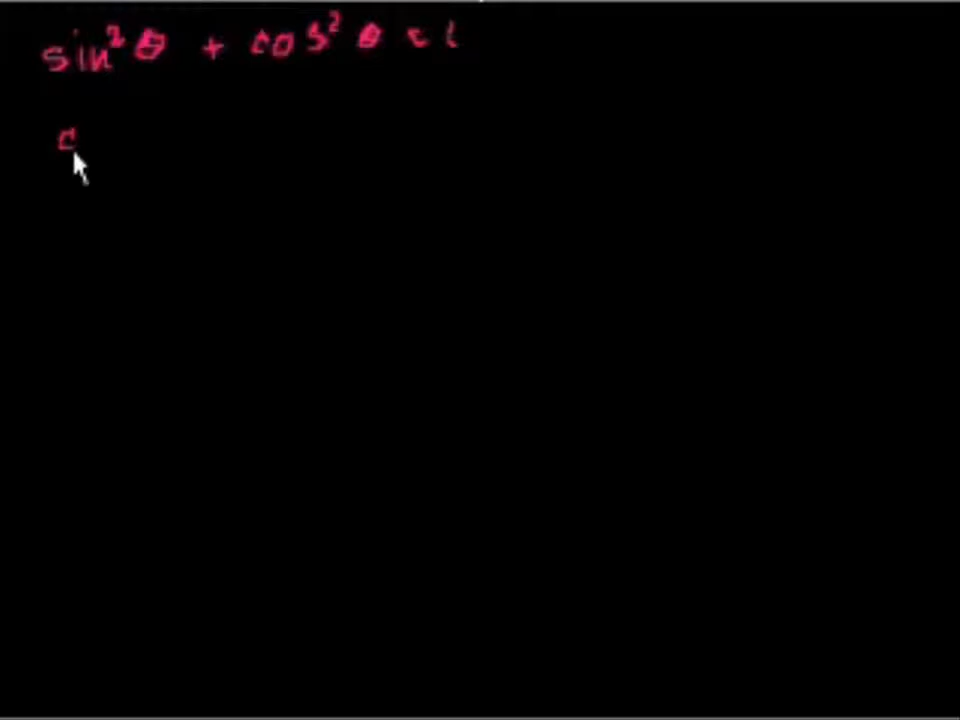 sin²θ + cos²θ = 1
c